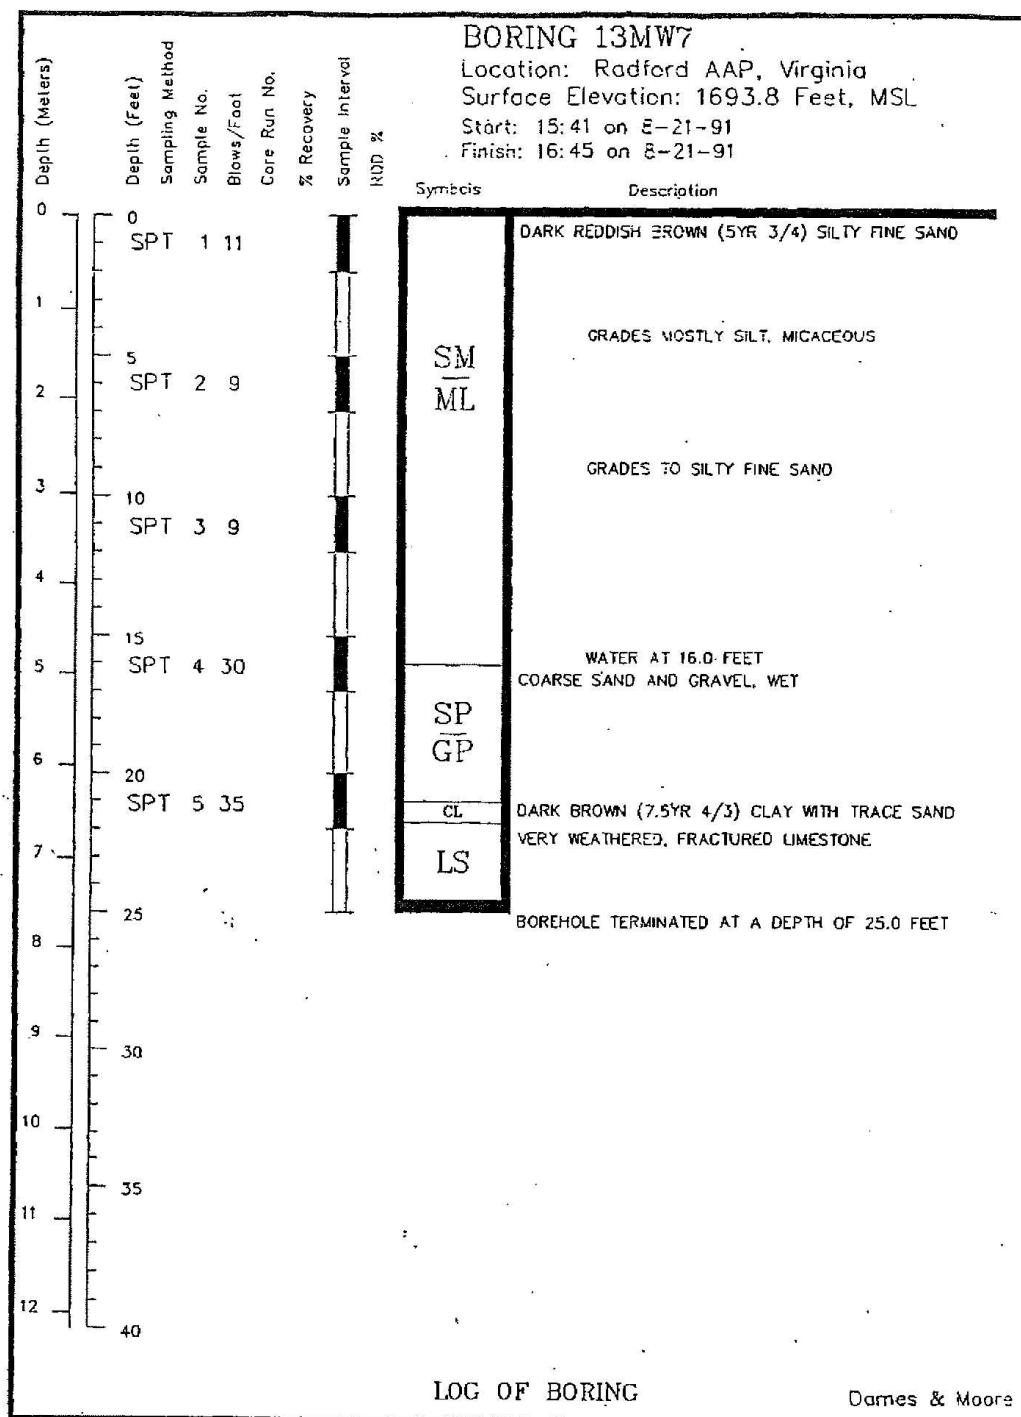 BORING 13MW7
Location: Radford AAP, Virginia
Surface Elevation: 1693.8 Feet, MSL
Start: 15:41 on 8-21-91
Finish: 16:45 on 8-21-91
Depth (Meters)
Depth (Feet)
Sampling Method
Sample No.
Blows/Foot
Core Run No.
% Recovery
Sample Interval
RQD %
Symbols
Description
0
0
DARK REDDISH BROWN (5YR 3/4) SILTY FINE SAND
SPT 1 11
1
GRADES MOSTLY SILT, MICACEOUS
5
SM
ML
SPT 2 9
2
GRADES TO SILTY FINE SAND
3
10
SPT 3 9
4
15
WATER AT 16.0 FEET
5
SPT 4 30
COARSE SAND AND GRAVEL, WET
SP
GP
6
20
SPT 5 35
CL
DARK BROWN (7.5YR 4/3) CLAY WITH TRACE SAND
VERY WEATHERED, FRACTURED LIMESTONE
7
LS
25
BOREHOLE TERMINATED AT A DEPTH OF 25.0 FEET
8
9
30
10
35
11
12
40
LOG OF BORING
Dames & Moore